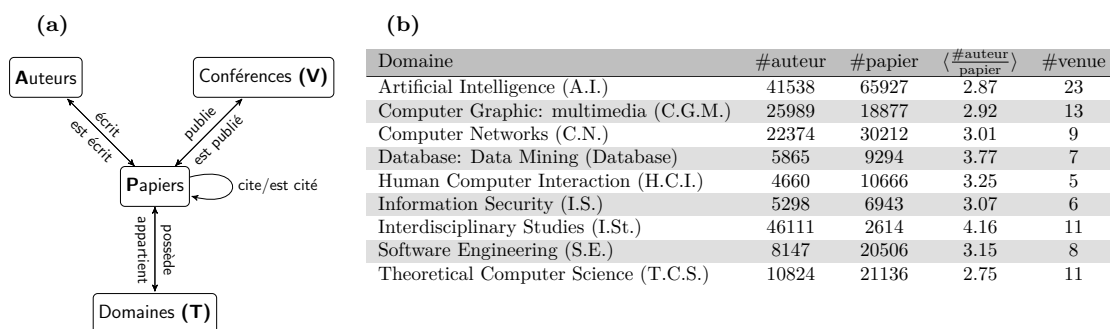 (a)
Auteurs
Conférences (V)
écrit
est écrit
publie
est publié
Papiers
cite/est cité
appartient
possède
Domaines (T)
(b)
Domaine #auteur #papier ⟨#auteur/papier⟩ #venue
Artificial Intelligence (A.I.) 41538 65927 2.87 23
Computer Graphic: multimedia (C.G.M.) 25989 18877 2.92 13
Computer Networks (C.N.) 22374 30212 3.01 9
Database: Data Mining (Database) 5865 9294 3.77 7
Human Computer Interaction (H.C.I.) 4660 10666 3.25 5
Information Security (I.S.) 5298 6943 3.07 6
Interdisciplinary Studies (I.St.) 46111 2614 4.16 11
Software Engineering (S.E.) 8147 20506 3.15 8
Theoretical Computer Science (T.C.S.) 10824 21136 2.75 11